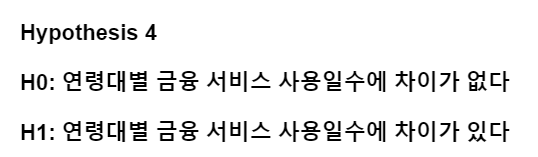 Hypothesis 4
H0: 연령대별 금융 서비스 사용일수에 차이가 없다
H1: 연령대별 금융 서비스 사용일수에 차이가 있다